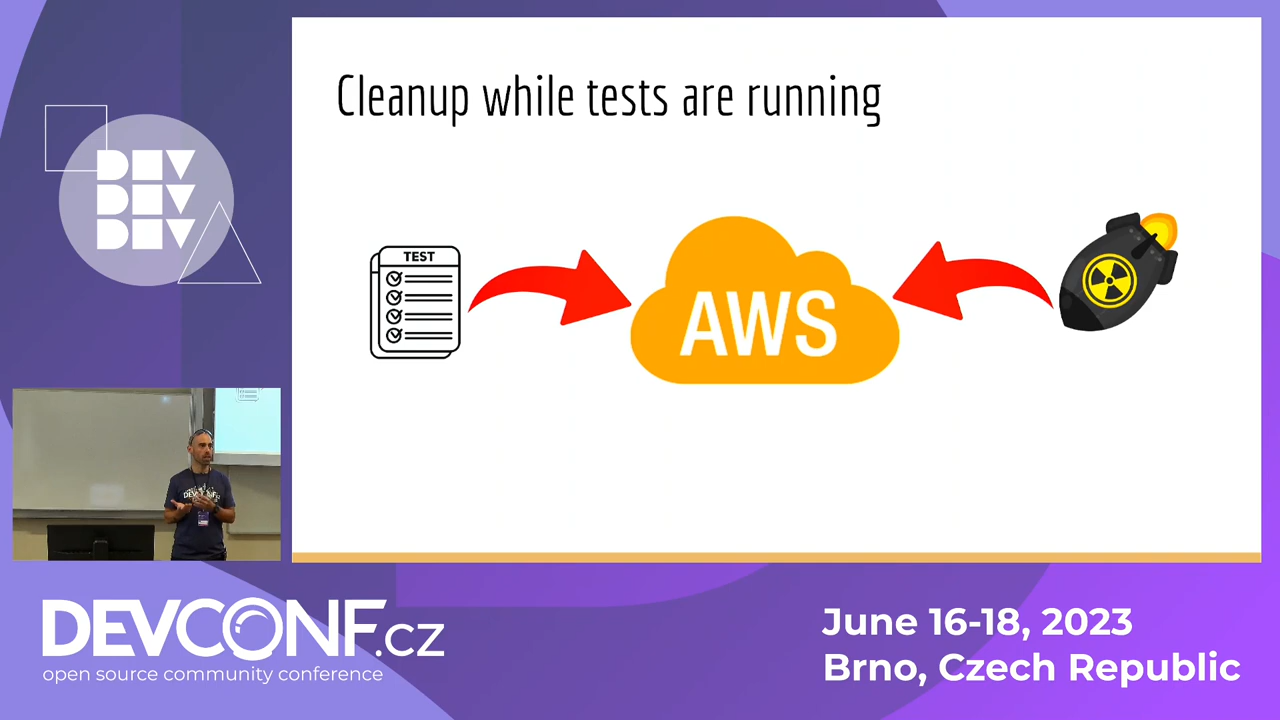 Cleanup while tests are running
DEV
DEV
DEV
TEST
AWS
DEVCONF
DEVCONF.cz
open source community conference
June 16-18, 2023
Brno, Czech Republic